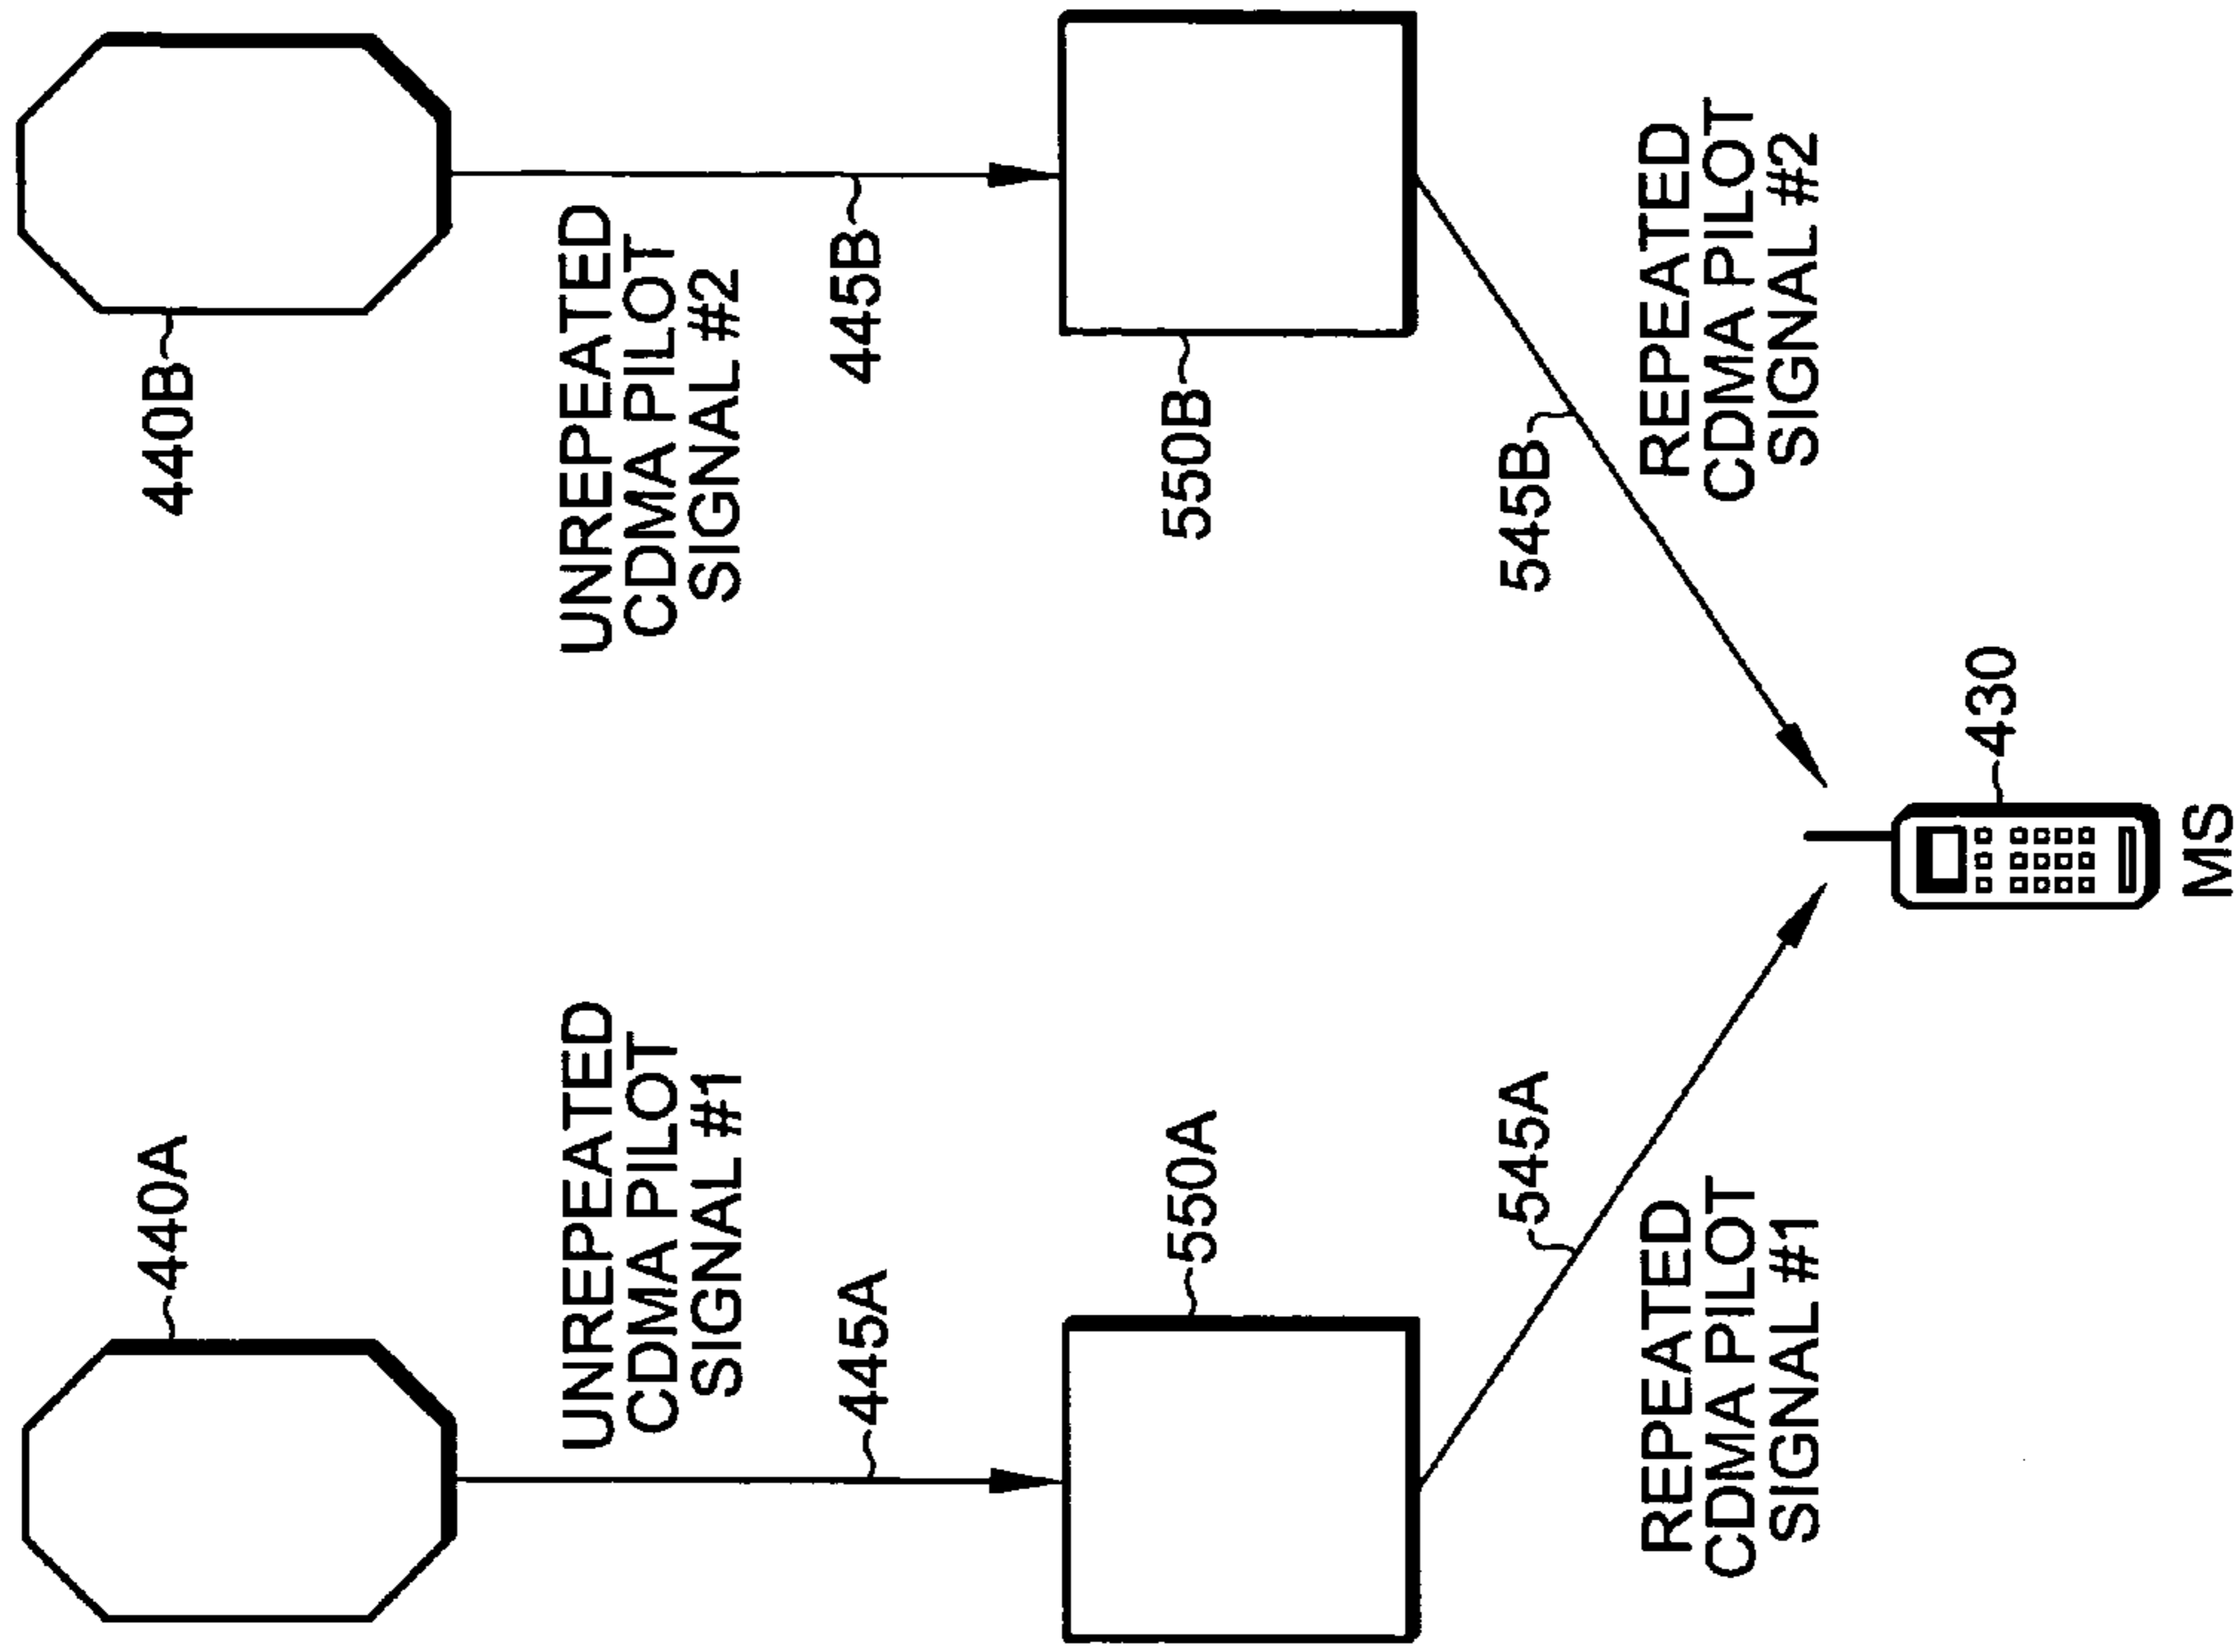 440A
440B
UNREPEATED
CDMA PILOT
SIGNAL #1
UNREPEATED
CDMA PILOT
SIGNAL #2
445A
445B
550A
550B
545A
545B
REPEATED
CDMA PILOT
SIGNAL #1
REPEATED
CDMA PILOT
SIGNAL #2
430
MS